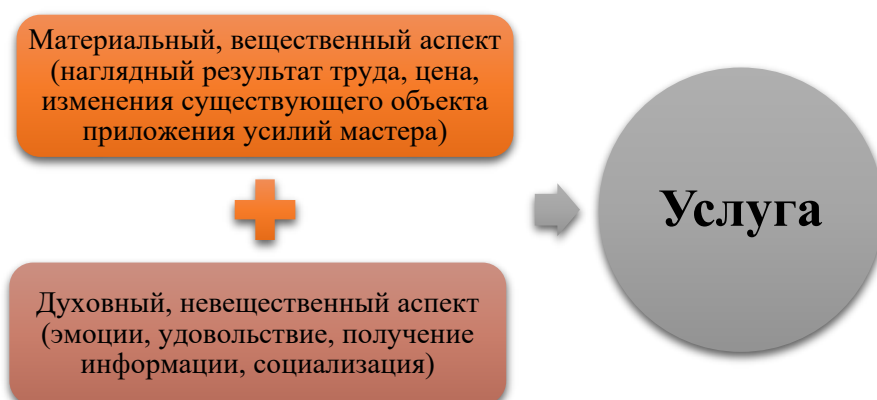 Материальный, вещественный аспект
(наглядный результат труда, цена,
изменения существующего объекта
приложения усилий мастера)
Духовный, невещественный аспект
(эмоции, удовольствие, получение
информации, социализация)
Услуга